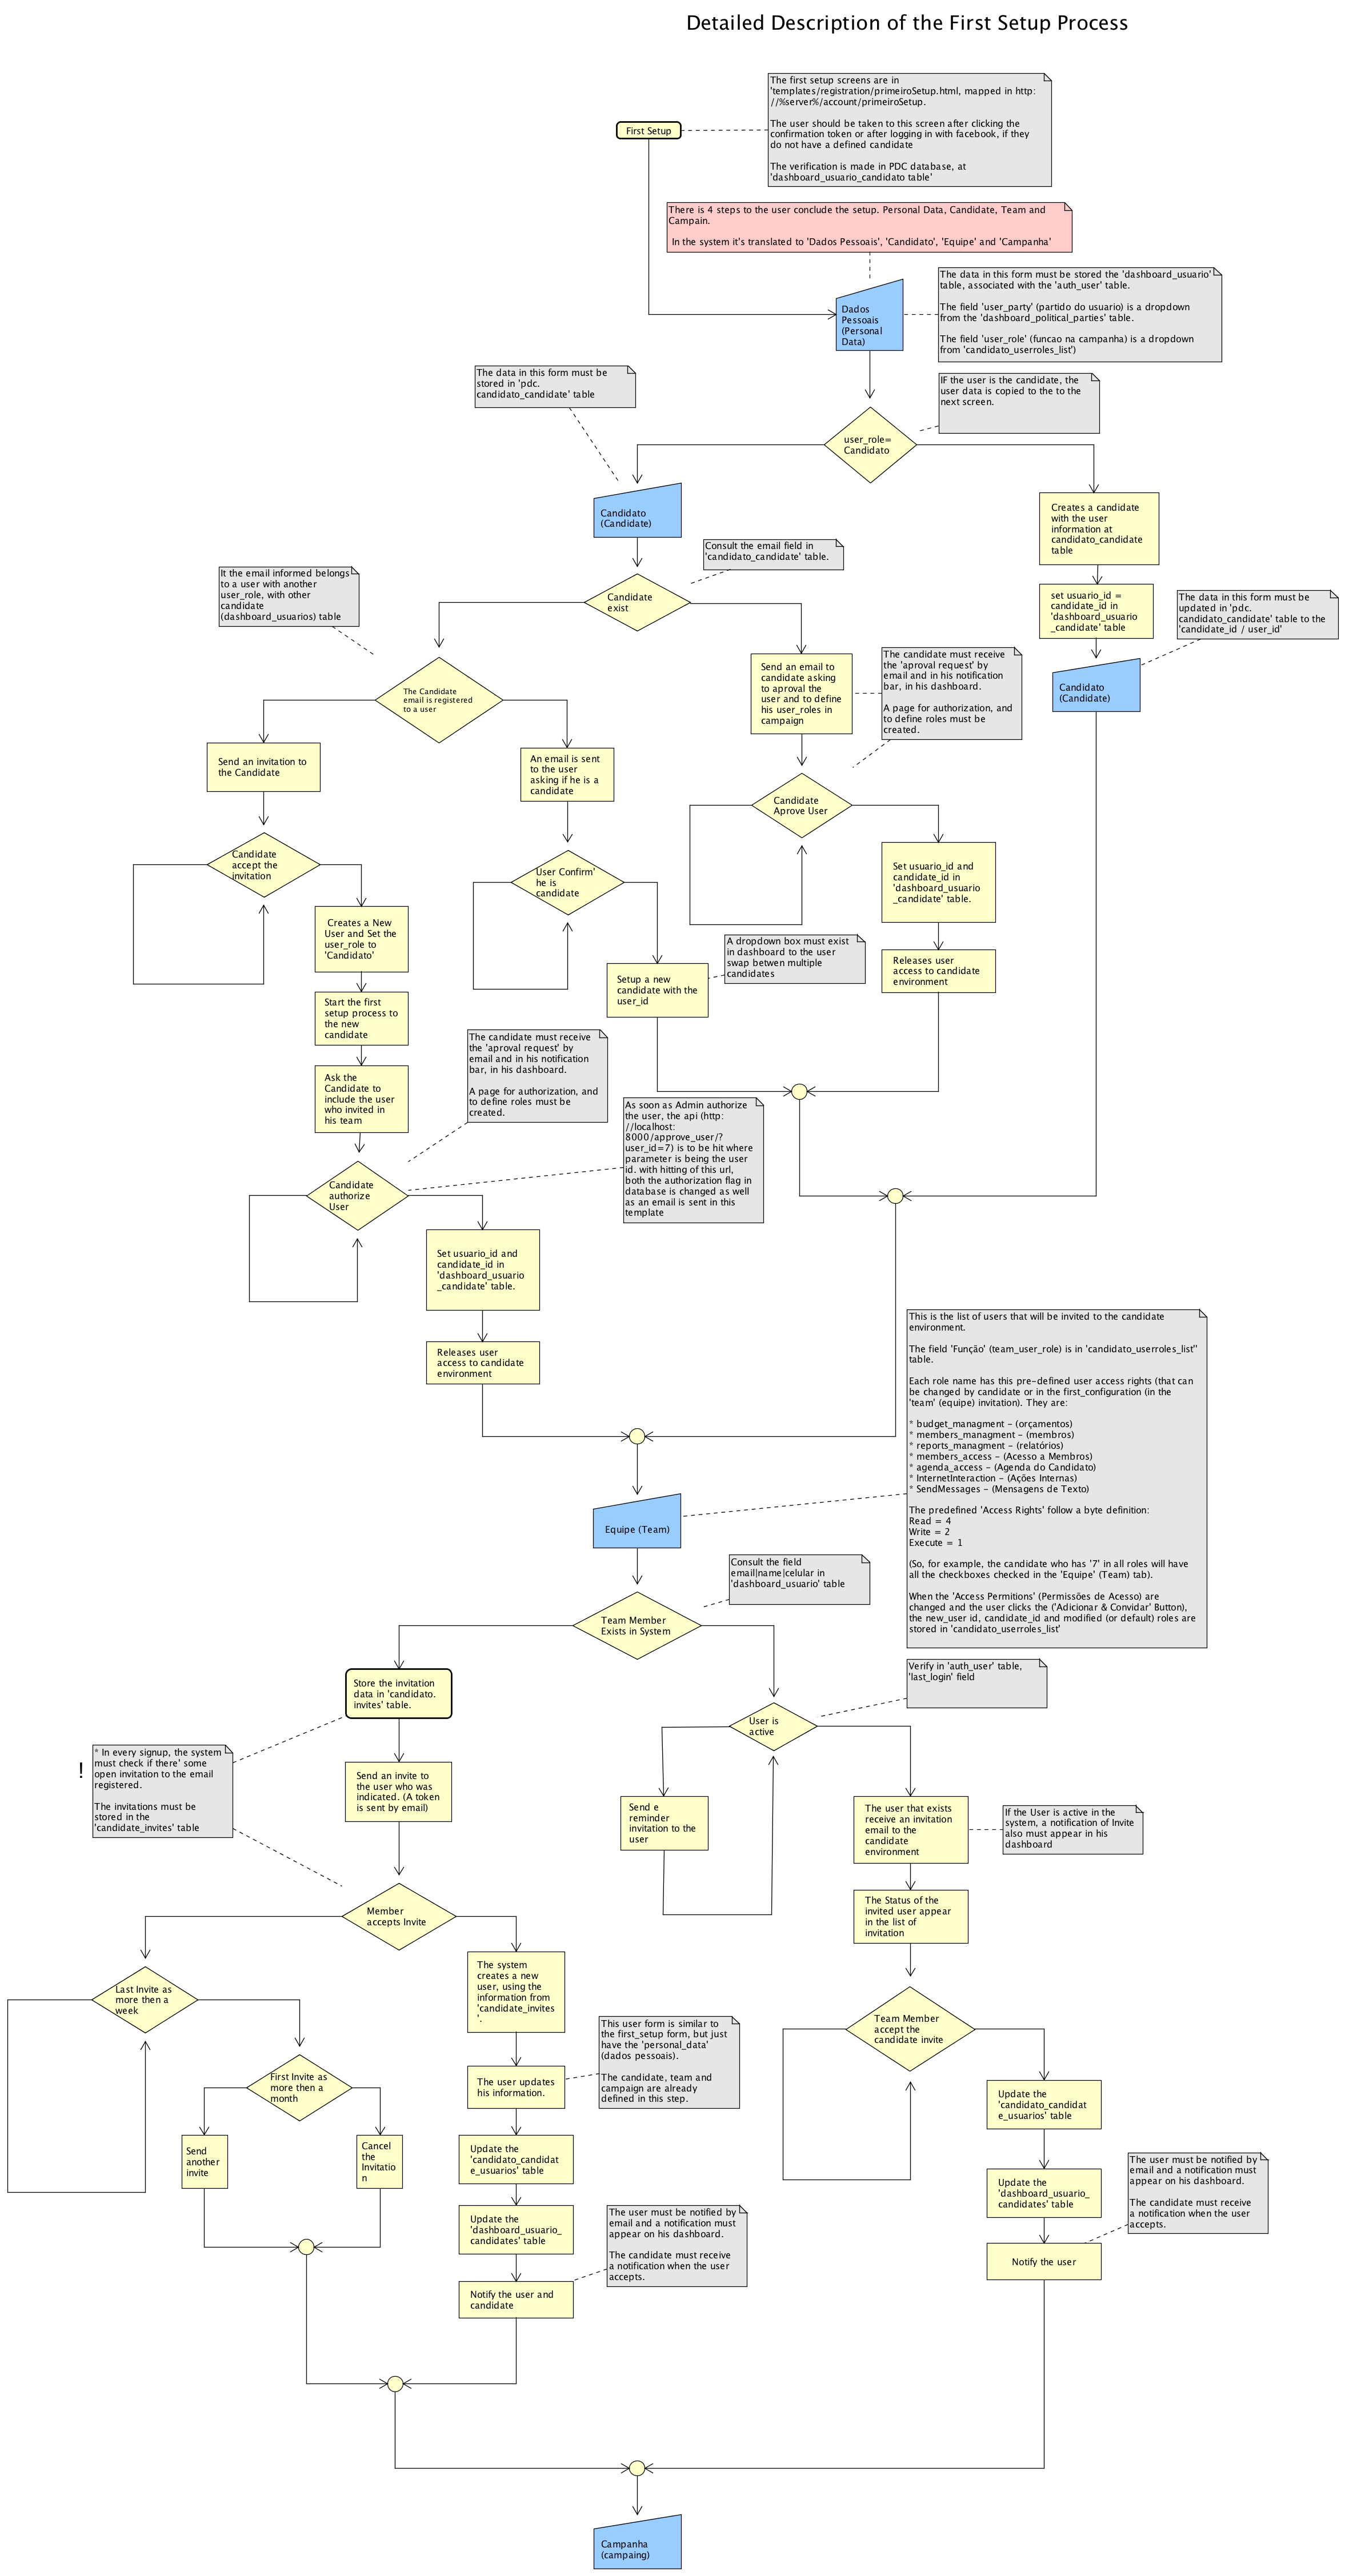 Detailed Description of the First Setup Process
The first setup screens are in
'templates/registration/primeiroSetup.html, mapped in http:
//%server%/account/primeiroSetup.
The user should be taken to this screen after clicking the
confirmation token or after logging in with facebook, if they
do not have a defined candidate
The verification is made in PDC database, at
'dashboard_usuario_candidato table'
First Setup
There is 4 steps to the user conclude the setup. Personal Data, Candidate, Team and
Campain.
In the system it's translated to 'Dados Pessoais', 'Candidato', 'Equipe' and 'Campanha'
The data in this form must be stored the 'dashboard_usuario'
table, associated with the 'auth_user' table.
The field 'user_party' (partido do usuario) is a dropdown
from the 'dashboard_political_parties' table.
The field 'user_role' (funcao na campanha) is a dropdown
from 'candidato_userroles_list')
Dados
Pessoais
(Personal
Data)
The data in this form must be
stored in 'pdc.
candidato_candidate' table
IF the user is the candidate, the
user data is copied to the to the
next screen.
user_role=
Candidato
Candidato
(Candidate)
Creates a candidate
with the user
information at
candidato_candidate
table
Consult the email field in
'candidato_candidate' table.
It the email informed belongs
to a user with another
user_role, with other
candidate
(dashboard_usuarios) table
Candidate
exist
set usuario_id =
candidate_id in
'dashboard_usuario
_candidate' table
The data in this form must be
updated in 'pdc.
candidato_candidate' table to the
'candidate_id / user_id'
The Candidate
email is registered
to a user
Send an email to
candidate asking
to aproval the
user and to define
his user_roles in
campaign
The candidate must receive
the 'aproval request' by
email and in his notification
bar, in his dashboard.
A page for authorization, and
to define roles must be
created.
Candidato
(Candidate)
Send an invitation to
the Candidate
An email is sent
to the user
asking if he is a
candidate
Candidate
Aprove User
Candidate
accept the
invitation
User Confirm'
he is
candidate
Set usuario_id and
candidate_id in
'dashboard_usuario
_candidate' table.
Creates a New
User and Set the
user_role to
'Candidato'
A dropdown box must exist
in dashboard to the user
swap betwen multiple
candidates
Setup a new
candidate with the
user_id
Releases user
access to candidate
environment
Start the first
setup process to
the new
candidate
The candidate must receive
the 'aproval request' by
email and in his notification
bar, in his dashboard.
A page for authorization, and
to define roles must be
created.
Ask the
Candidate to
include the user
who invited in
his team
As soon as Admin authorize
the user, the api (http:
//localhost:
8000/approve_user/?
user_id=7) is to be hit where
parameter is being the user
id. with hitting of this url,
both the authorization flag in
database is changed as well
as an email is sent in this
template
Candidate
authorize
User
Set usuario_id and
candidate_id in
'dashboard_usuario
_candidate' table.
Releases user
access to candidate
environment
This is the list of users that will be invited to the candidate
environment.
The field 'Função' (team_user_role) is in 'candidato_userroles_list''
table.
Each role name has this pre-defined user access rights (that can
be changed by candidate or in the first_configuration (in the
'team' (equipe) invitation). They are:
* budget_managment - (orçamentos)
* members_managment - (membros)
* reports_managment - (relatórios)
* members_access - (Acesso a Membros)
* agenda_access - (Agenda do Candidato)
* InternetInteraction - (Ações Internas)
* SendMessages - (Mensagens de Texto)
The predefined 'Access Rights' follow a byte definition:
Read = 4
Write = 2
Execute = 1
(So, for example, the candidate who has '7' in all roles will have
all the checkboxes checked in the 'Equipe' (Team) tab).
When the 'Access Permitions' (Permissões de Acesso) are
changed and the user clicks the ('Adicionar & Convidar' Button),
the new_user id, candidate_id and modified (or default) roles are
stored in 'candidato_userroles_list'
Equipe (Team)
Consult the field
email|name|celular in
'dashboard_usuario' table
Team Member
Exists in System
Store the invitation
data in 'candidato.
invites' table.
Verify in 'auth_user' table,
'last_login' field
User is
active
!
* In every signup, the system
must check if there' some
open invitation to the email
registered.
The invitations must be
stored in the
'candidate_invites' table
Send an invite to
the user who was
indicated. (A token
is sent by email)
Send e
reminder
invitation to the
user
The user that exists
receive an invitation
email to the
candidate
environment
If the User is active in the
system, a notification of Invite
also must appear in his
dashboard
Member
accepts Invite
The Status of the
invited user appear
in the list of
invitation
Last Invite as
more then a
week
The system
creates a new
user, using the
information from
'candidate_invites
'.
Team Member
accept the
candidate invite
First Invite as
more then a
month
The user updates
his information.
This user form is similar to
the first_setup form, but just
have the 'personal_data'
(dados pessoais).
The candidate, team and
campaign are already
defined in this step.
Update the
'candidato_candidat
e_usuarios' table
Send
another
invite
Cancel
the
Invitatio
n
Update the
'candidato_candidat
e_usuarios' table
Update the
'dashboard_usuario_
candidates' table
The user must be notified by
email and a notification must
appear on his dashboard.
The candidate must receive
a notification when the user
accepts.
Update the
'dashboard_usuario_
candidates' table
The user must be notified by
email and a notification must
appear on his dashboard.
The candidate must receive
a notification when the user
accepts.
Notify the user
Notify the user and
candidate
Campanha
(campaing)